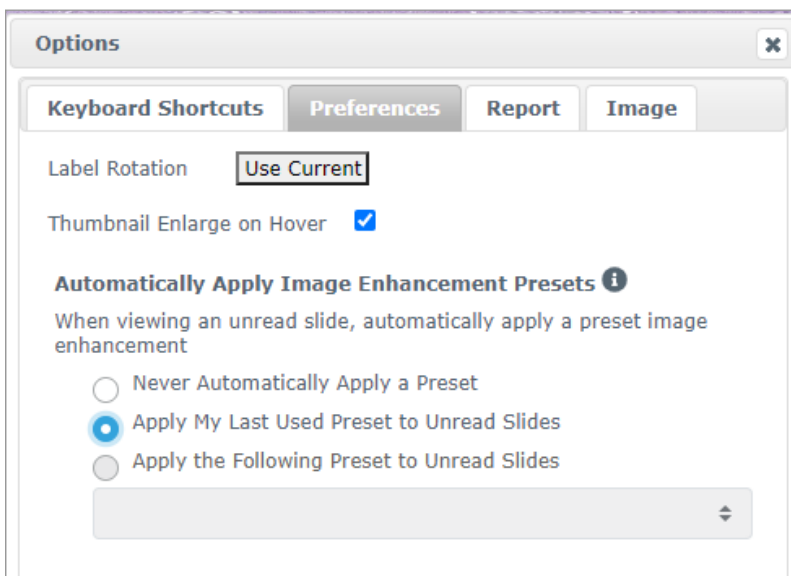 Options
Keyboard Shortcuts Preferences Report Image
Label Rotation Use Current
Thumbnail Enlarge on Hover
Automatically Apply Image Enhancement Presets
When viewing an unread slide, automatically apply a preset image
enhancement
Never Automatically Apply a Preset
Apply My Last Used Preset to Unread Slides
Apply the Following Preset to Unread Slides